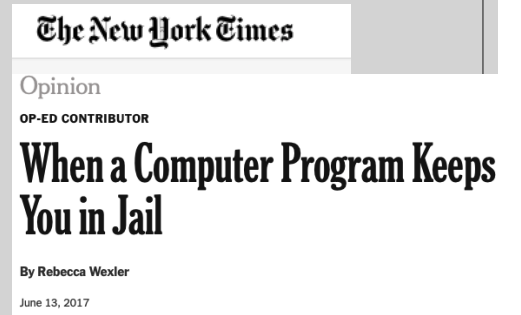 The New York Times
Opinion
OP-ED CONTRIBUTOR
When a Computer Program Keeps
You in Jail
By Rebecca Wexler
June 13, 2017